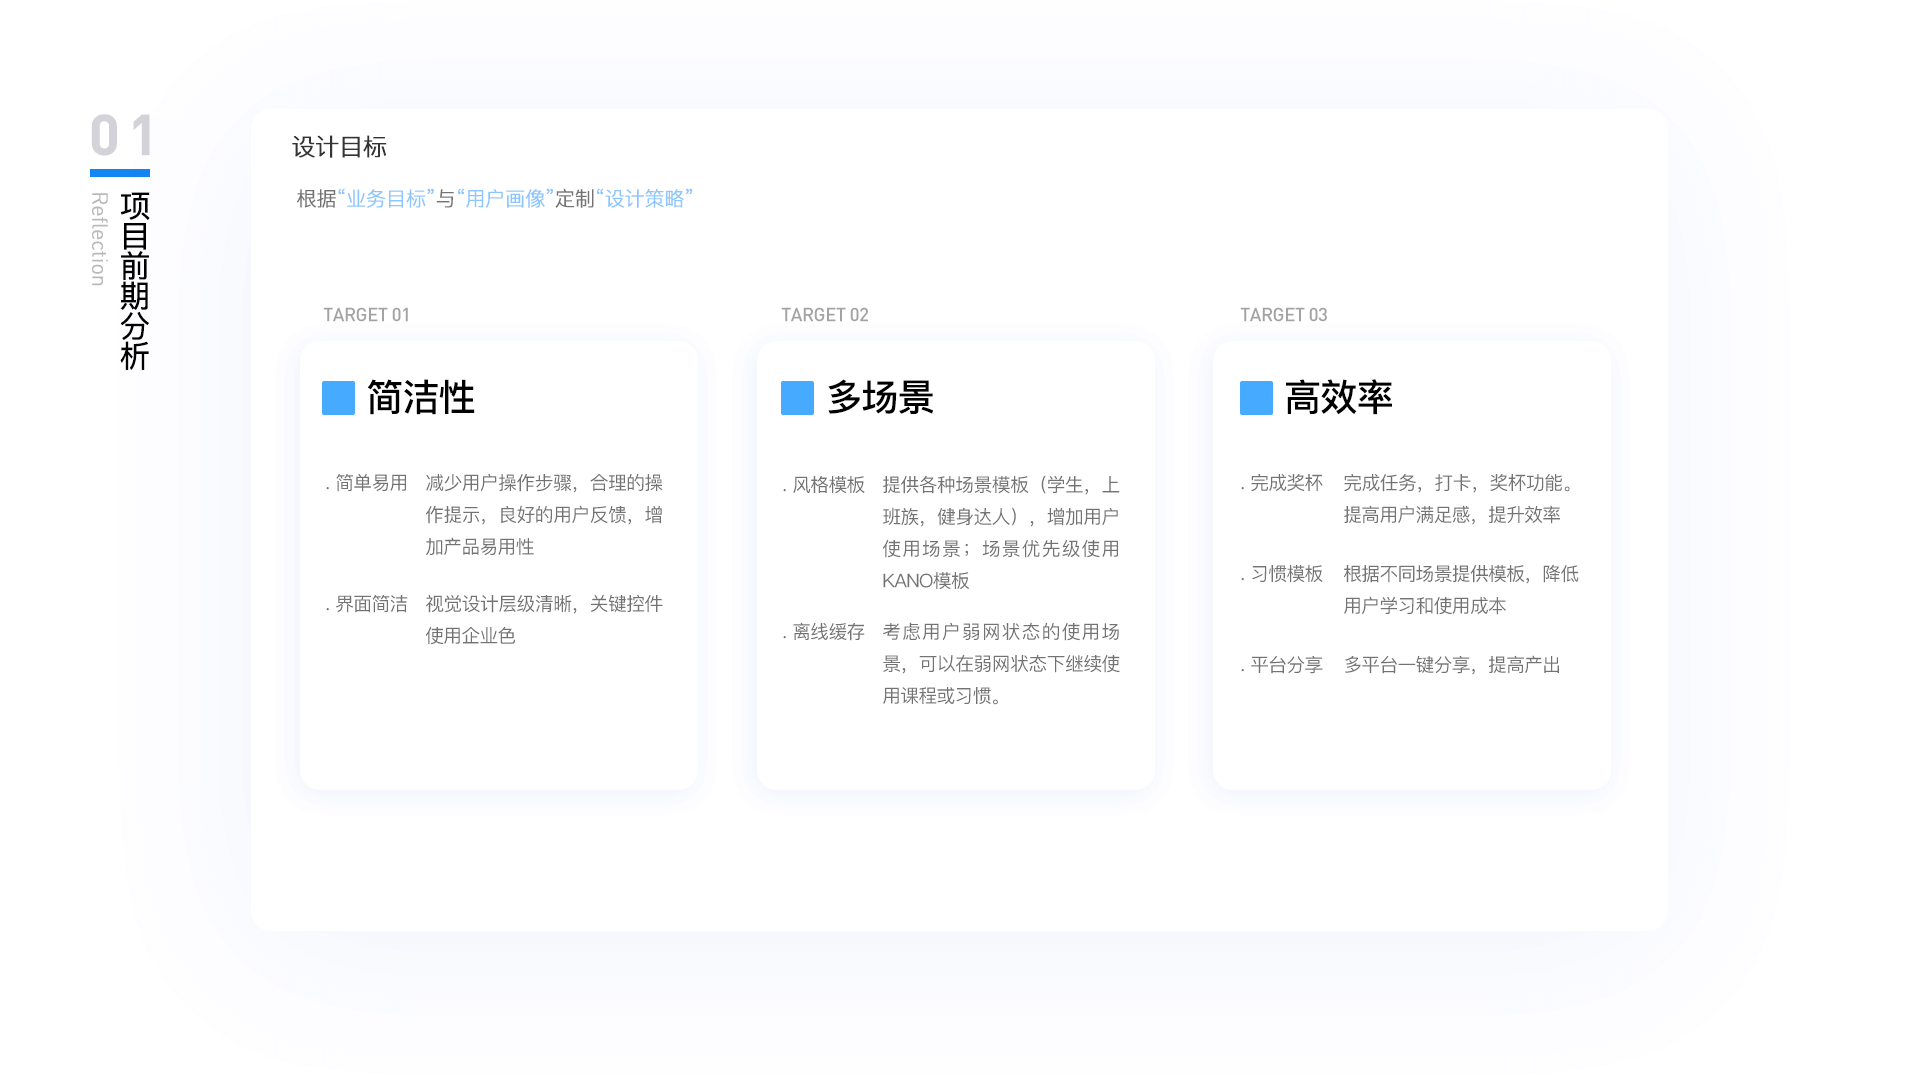 01
项目前期分析
Reflection
设计目标
根据“业务目标”与“用户画像”定制“设计策略”
TARGET 01
简洁性
. 简单易用 减少用户操作步骤，合理的操
作提示，良好的用户反馈，增
加产品易用性
. 界面简洁 视觉设计层级清晰，关键控件
使用企业色
TARGET 02
多场景
. 风格模板 提供各种场景模板（学生，上
班族，健身达人），增加用户
使用场景；场景优先级使用
KANO模板
. 离线缓存 考虑用户弱网状态的使用场
景，可以在弱网状态下继续使
用课程或习惯。
TARGET 03
高效率
. 完成奖杯 完成任务，打卡，奖杯功能。
提高用户满足感，提升效率
. 习惯模板 根据不同场景提供模板，降低
用户学习和使用成本
. 平台分享 多平台一键分享，提高产出